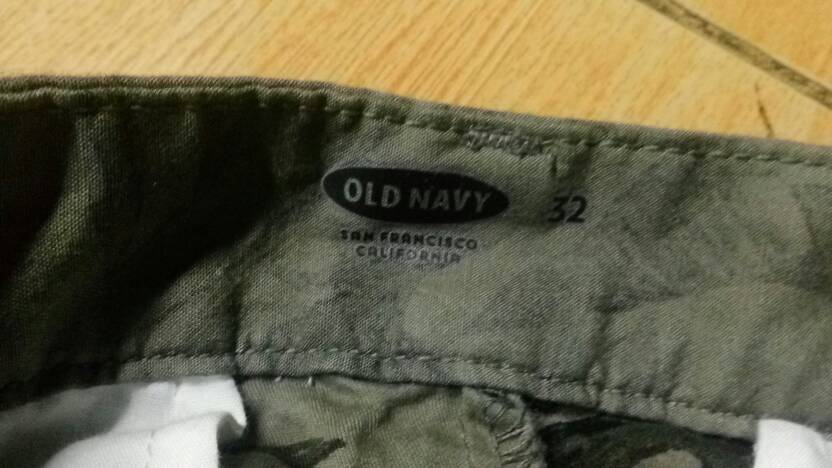 OLD NAVY 32
SAN FRANCISCO
CALIFORNIA